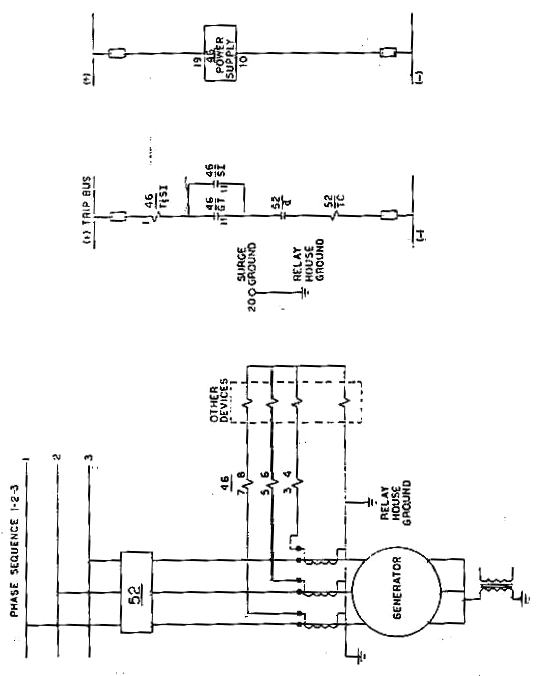 PHASE SEQUENCE 1-2-3
1
2
3
52
GENERATOR
46
7 8
5 6
3 4
OTHER
DEVICES
RELAY
HOUSE
GROUND
SURGE
GROUND
20
RELAY
HOUSE
GROUND
(+) TRIP BUS
46
SI
46
SI
46
GT
1
11
52
a
52
TC
(-)
(+)
19
46
POWER
SUPPLY
10
(-)